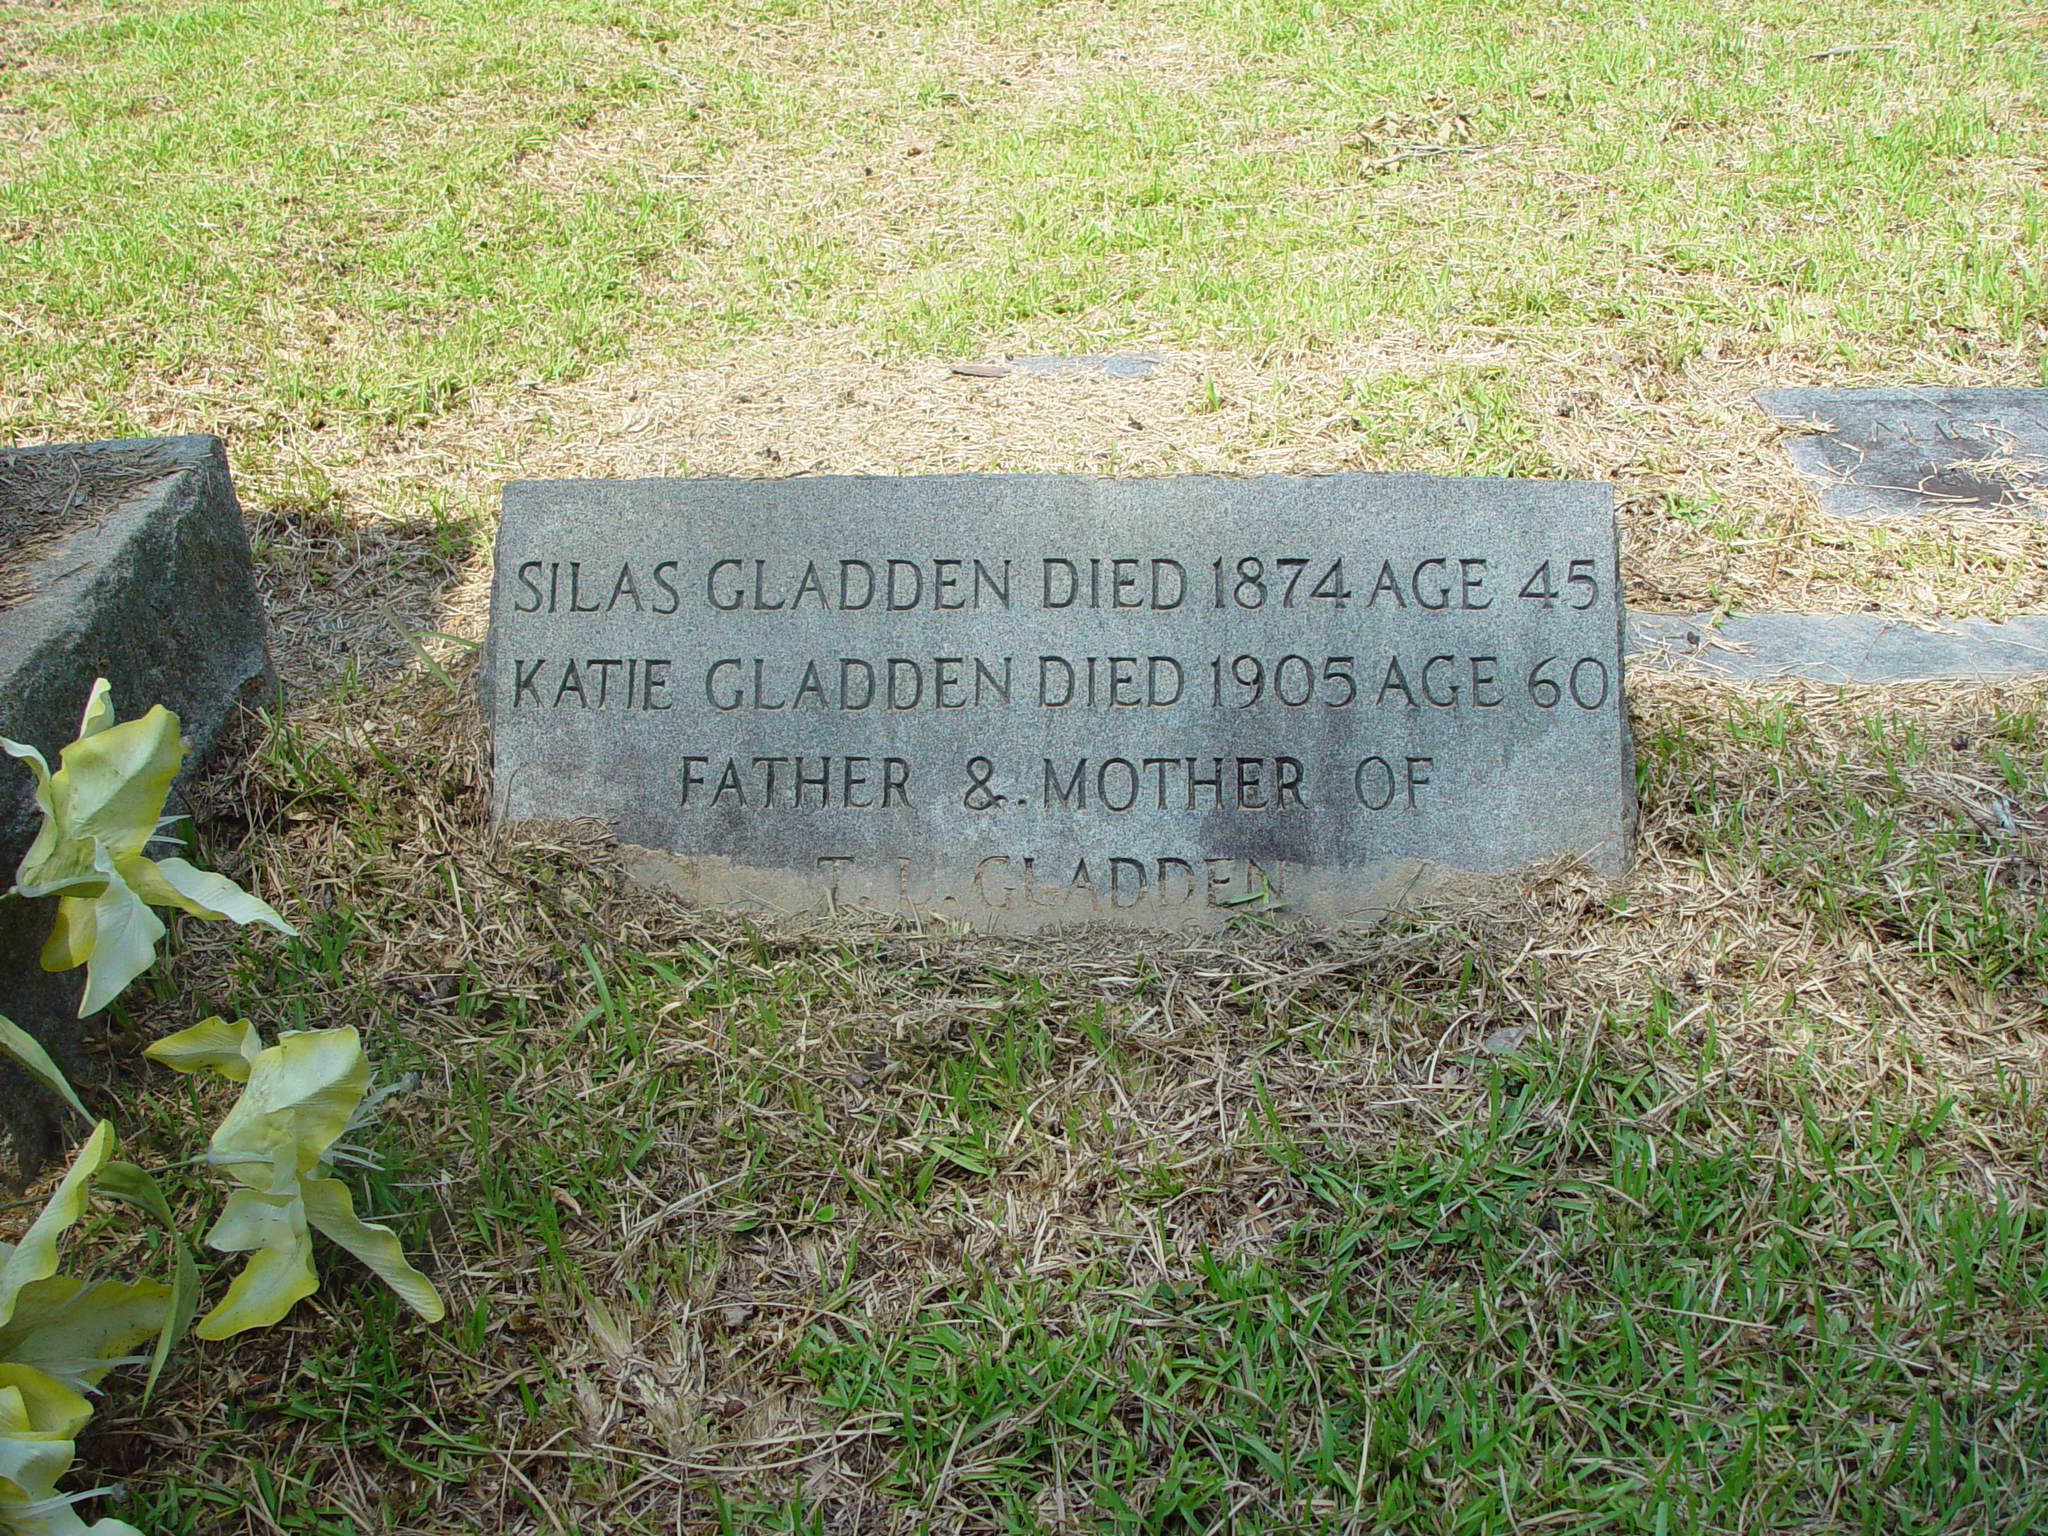 SILAS GLADDEN DIED 1874 AGE 45
KATIE GLADDEN DIED 1905 AGE 60
FATHER & MOTHER OF
T. L. GLADDEN